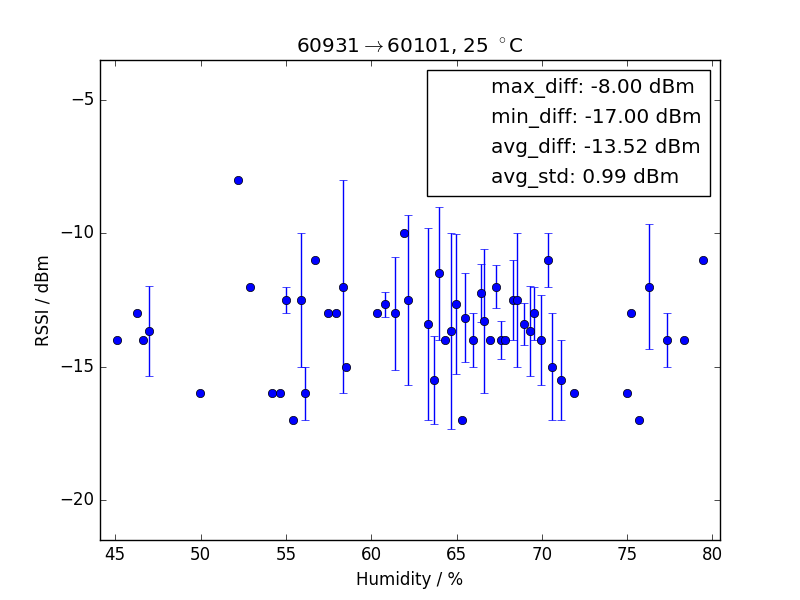 60931→60101, 25 °C
max_diff: -8.00 dBm
min_diff: -17.00 dBm
avg_diff: -13.52 dBm
avg_std: 0.99 dBm
RSSI / dBm
−5
−10
−15
−20
45 50 55 60 65 70 75 80
Humidity / %